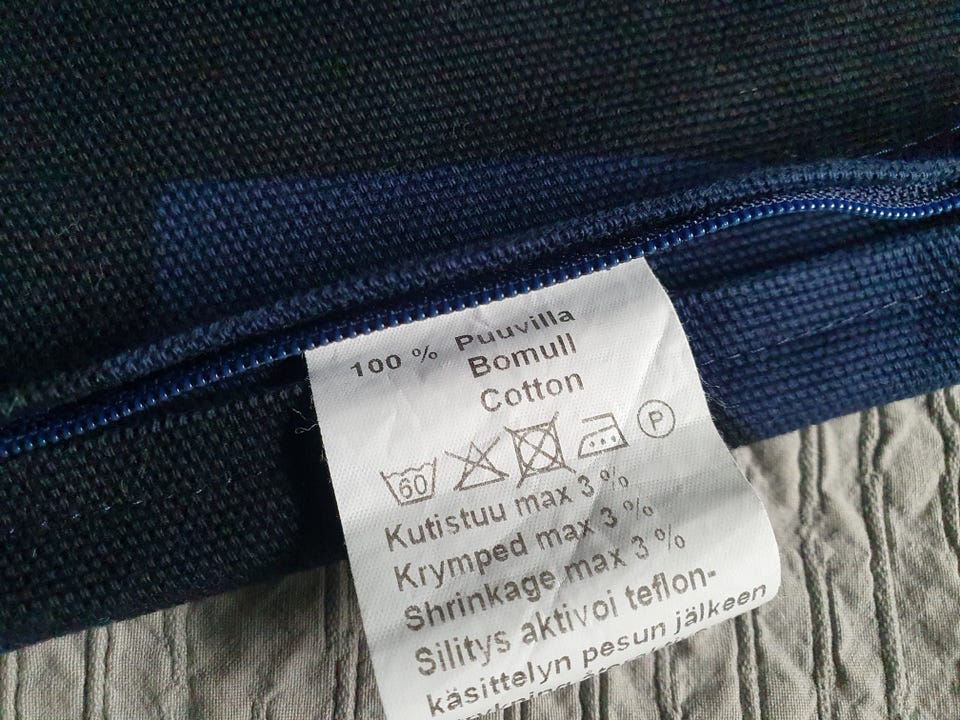 100 % Puuvilla
Bomull
Cotton
60 P
Kutistuu max 3 %
Krymped max 3 %
Shrinkage max 3 %
Silitys aktivoi teflon-
käsittelyn pesun jälkeen